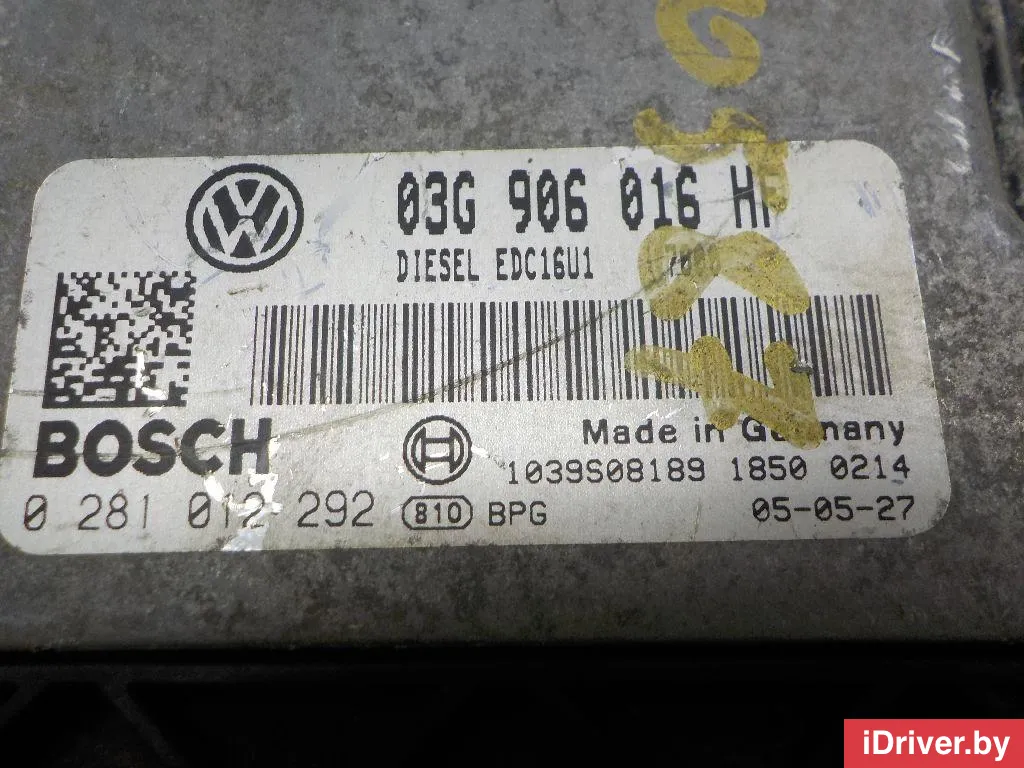 03G 906 016
DIESEL EDC16U1
BOSCH
Made in Germany
1039S08189 1850 0214
0 281 012 292 810 BPG 05-05-27
iDriver.by